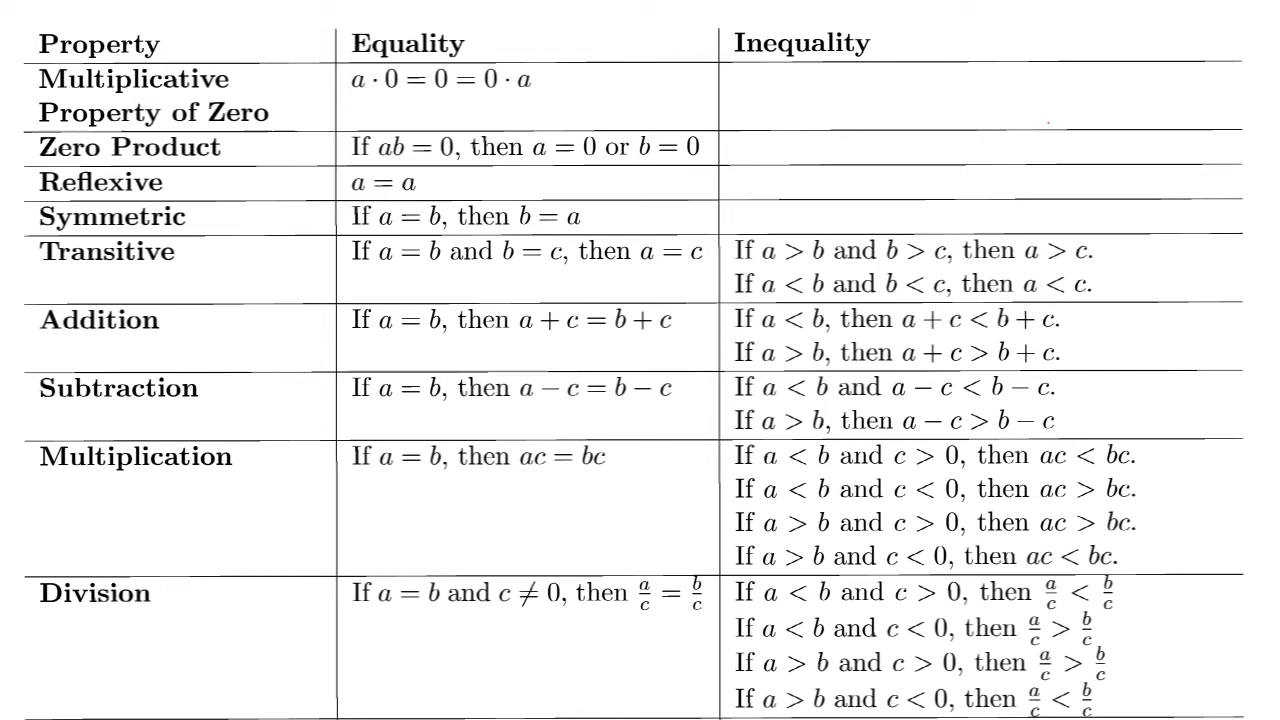 Property Equality Inequality
Multiplicative a · 0 = 0 = 0 · a
Property of Zero
Zero Product If ab = 0, then a = 0 or b = 0
Reflexive a = a
Symmetric If a = b, then b = a
Transitive If a = b and b = c, then a = c If a > b and b > c, then a > c.
If a < b and b < c, then a < c.
Addition If a = b, then a + c = b + c If a < b, then a + c < b + c.
If a > b, then a + c > b + c.
Subtraction If a = b, then a − c = b − c If a < b and a − c < b − c.
If a > b, then a − c > b − c
Multiplication If a = b, then ac = bc If a < b and c > 0, then ac < bc.
If a < b and c < 0, then ac > bc.
If a > b and c > 0, then ac > bc.
If a > b and c < 0, then ac < bc.
Division If a = b and c ≠ 0, then a/c = b/c If a < b and c > 0, then a/c < b/c
If a < b and c < 0, then a/c > b/c
If a > b and c > 0, then a/c > b/c
If a > b and c < 0, then a/c < b/c